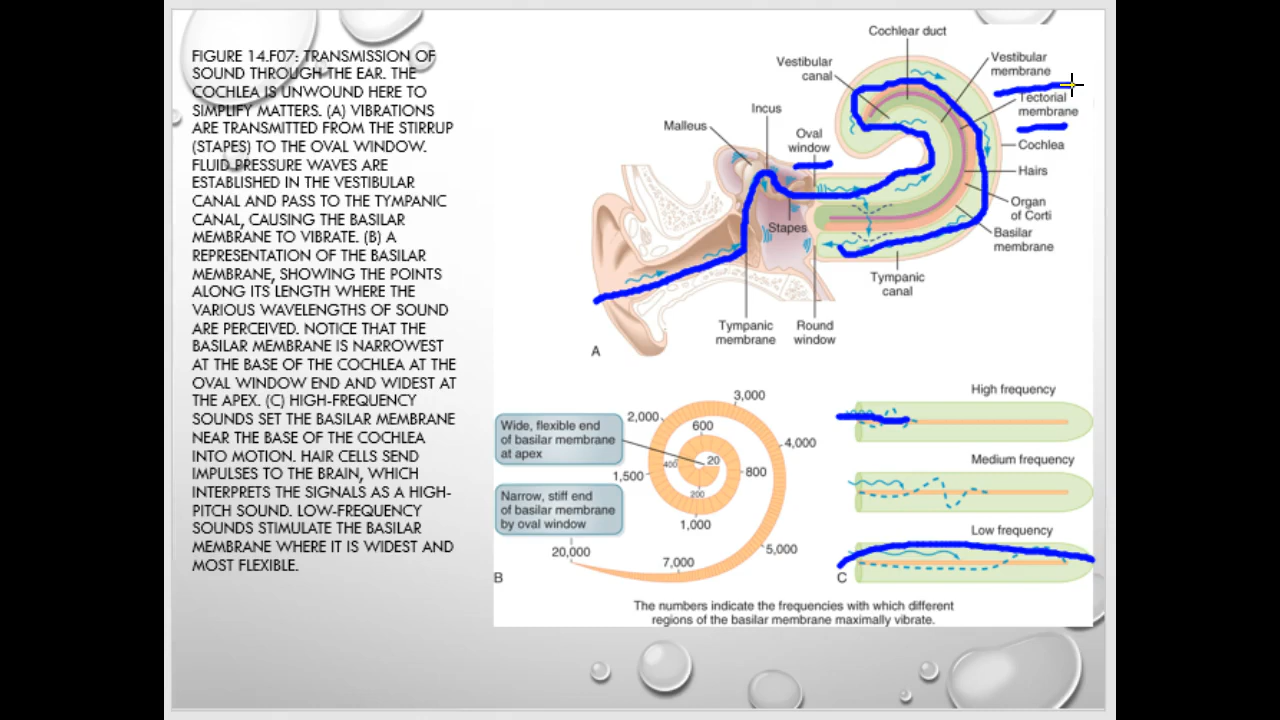 FIGURE 14.F07: TRANSMISSION OF
SOUND THROUGH THE EAR. THE
COCHLEA IS UNWOUND HERE TO
SIMPLIFY MATTERS. (A) VIBRATIONS
ARE TRANSMITTED FROM THE STIRRUP
(STAPES) TO THE OVAL WINDOW.
FLUID PRESSURE WAVES ARE
ESTABLISHED IN THE VESTIBULAR
CANAL AND PASS TO THE TYMPANIC
CANAL, CAUSING THE BASILAR
MEMBRANE TO VIBRATE. (B) A
REPRESENTATION OF THE BASILAR
MEMBRANE, SHOWING THE POINTS
ALONG ITS LENGTH WHERE THE
VARIOUS WAVELENGTHS OF SOUND
ARE PERCEIVED. NOTICE THAT THE
BASILAR MEMBRANE IS NARROWEST
AT THE BASE OF THE COCHLEA AT THE
OVAL WINDOW END AND WIDEST AT
THE APEX. (C) HIGH-FREQUENCY
SOUNDS SET THE BASILAR MEMBRANE
NEAR THE BASE OF THE COCHLEA
INTO MOTION. HAIR CELLS SEND
IMPULSES TO THE BRAIN, WHICH
INTERPRETS THE SIGNALS AS A HIGH-
PITCH SOUND. LOW-FREQUENCY
SOUNDS STIMULATE THE BASILAR
MEMBRANE WHERE IT IS WIDEST AND
MOST FLEXIBLE.
Cochlear duct
Vestibular
canal
Vestibular
membrane
Tectorial
membrane
Incus
Malleus
Oval
window
Cochlea
Hairs
Organ
of Corti
Basilar
membrane
Stapes
Tympanic
canal
Tympanic
membrane
Round
window
A
Wide, flexible end
of basilar membrane
at apex
Narrow, stiff end
of basilar membrane
by oval window
3,000
2,000
600
4,000
400
20
800
1,500
200
1,000
20,000
5,000
7,000
B
High frequency
Medium frequency
Low frequency
C
The numbers indicate the frequencies with which different
regions of the basilar membrane maximally vibrate.